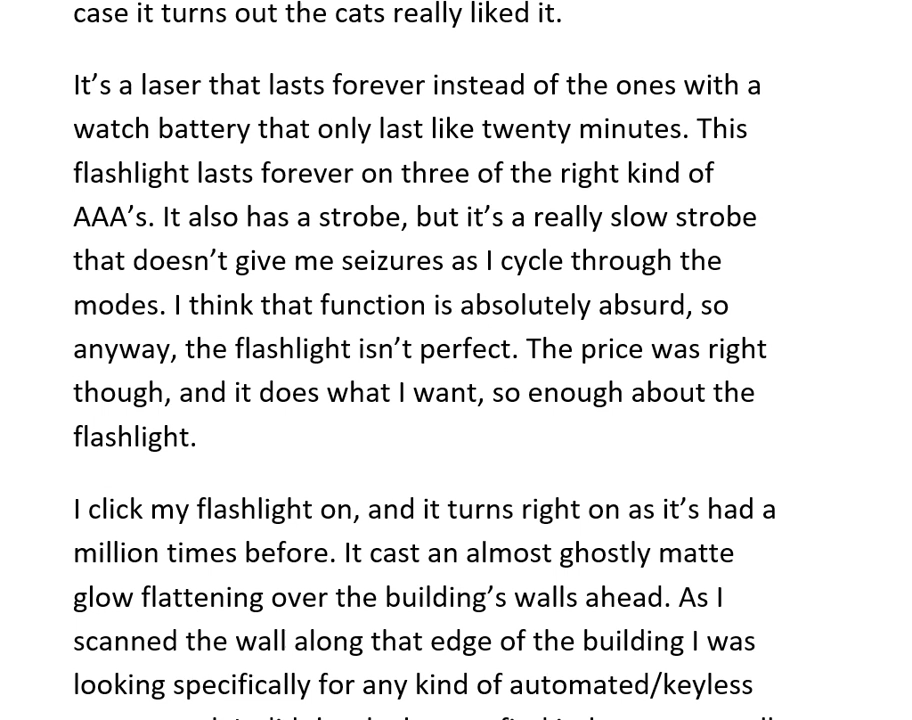 case it turns out the cats really liked it.
It’s a laser that lasts forever instead of the ones with a
watch battery that only last like twenty minutes. This
flashlight lasts forever on three of the right kind of
AAA’s. It also has a strobe, but it’s a really slow strobe
that doesn’t give me seizures as I cycle through the
modes. I think that function is absolutely absurd, so
anyway, the flashlight isn’t perfect. The price was right
though, and it does what I want, so enough about the
flashlight.
I click my flashlight on, and it turns right on as it’s had a
million times before. It cast an almost ghostly matte
glow flattening over the building’s walls ahead. As I
scanned the wall along that edge of the building I was
looking specifically for any kind of automated/keyless